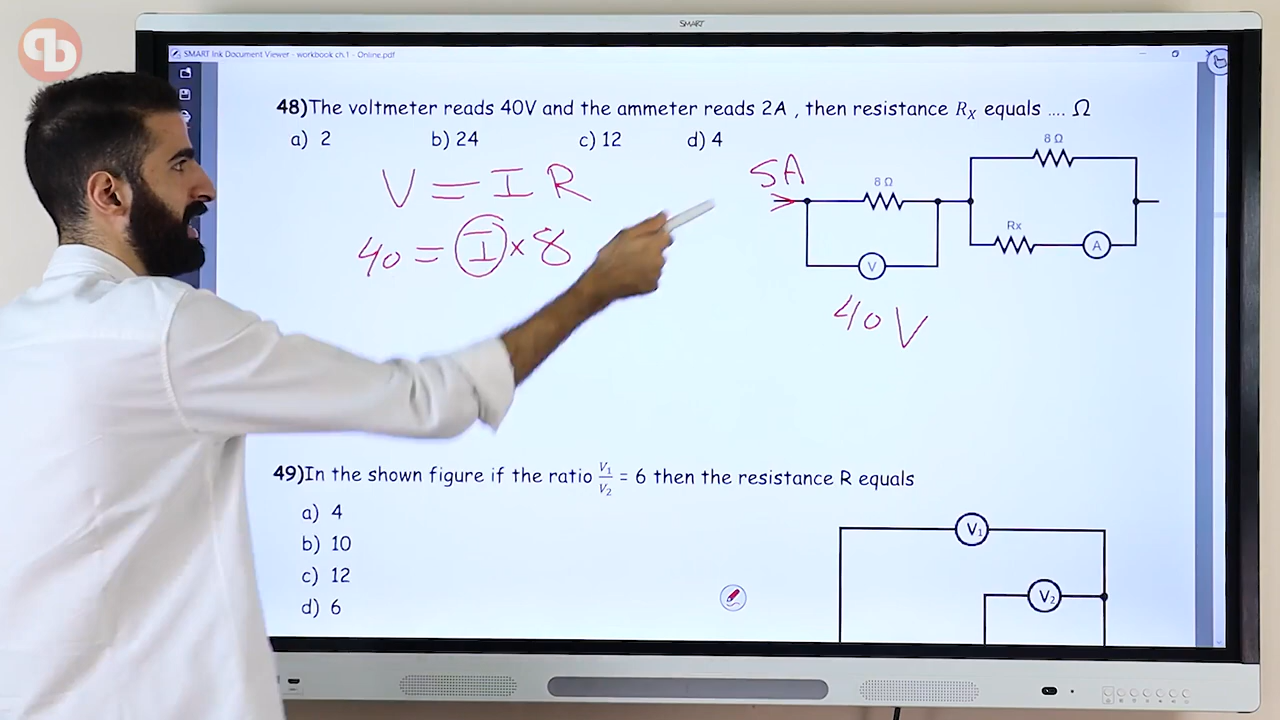 SMART
SMART Ink Document Viewer - workbook ch.1 - Online.pdf
48)The voltmeter reads 40V and the ammeter reads 2A , then resistance Rₓ equals .... Ω
a) 2 b) 24 c) 12 d) 4
V = I R
40 = I × 8
5A
8 Ω
8 Ω
Rx
A
V
40 V
49)In the shown figure if the ratio V₁/V₂ = 6 then the resistance R equals
a) 4
b) 10
c) 12
d) 6
V₁
V₂